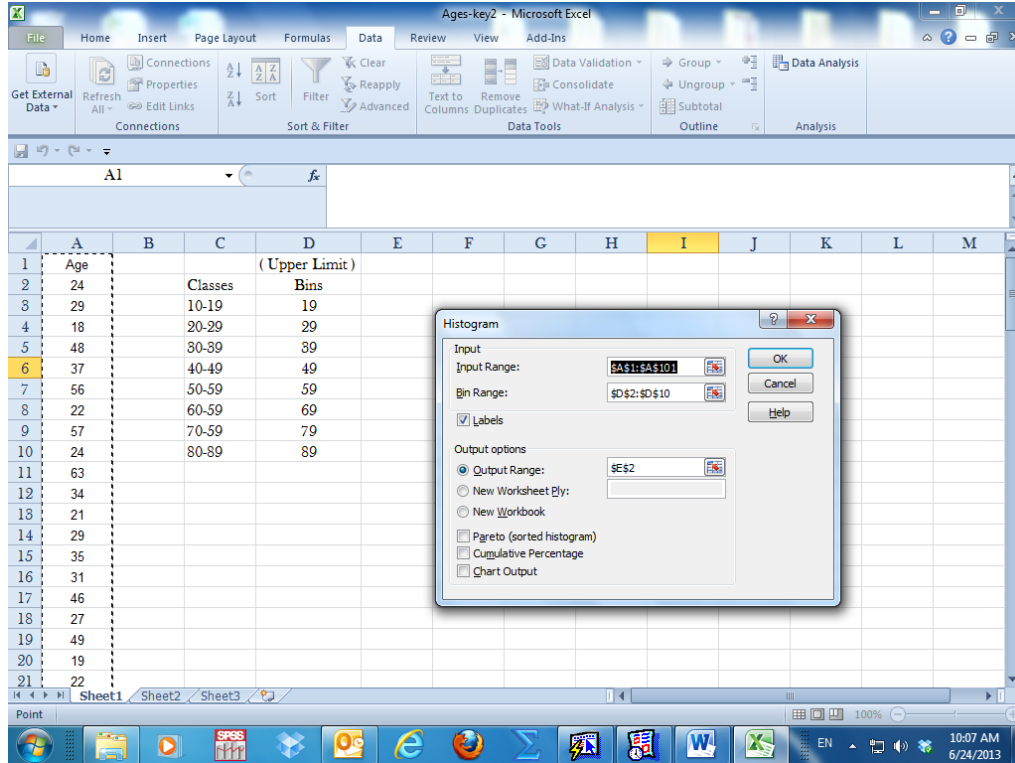 Ages-key2 - Microsoft Excel
File Home Insert Page Layout Formulas Data Review View Add-Ins
Get External Data
Refresh All
Connections
Properties
Edit Links
Connections
Sort
Filter
Clear
Reapply
Advanced
Sort & Filter
Text to Columns
Remove Duplicates
Data Validation
Consolidate
What-If Analysis
Data Tools
Group
Ungroup
Subtotal
Outline
Data Analysis
Analysis
A1 fx
A B C D E F G H I J K L M
1 Age ( Upper Limit )
2 24 Classes Bins
3 29 10-19 19
4 18 20-29 29
5 48 30-39 39
6 37 40-49 49
7 56 50-59 59
8 22 60-69 69
9 57 70-59 79
10 24 80-89 89
11 63
12 34
13 21
14 29
15 35
16 31
17 46
18 27
19 49
20 19
21 22
Histogram
Input
Input Range: $A$1:$A$101
Bin Range: $D$2:$D$10
Labels
OK
Cancel
Help
Output options
Output Range: $E$2
New Worksheet Ply:
New Workbook
Pareto (sorted histogram)
Cumulative Percentage
Chart Output
Sheet1 Sheet2 Sheet3
Point 100%
SPSS
EN
10:07 AM
6/24/2013